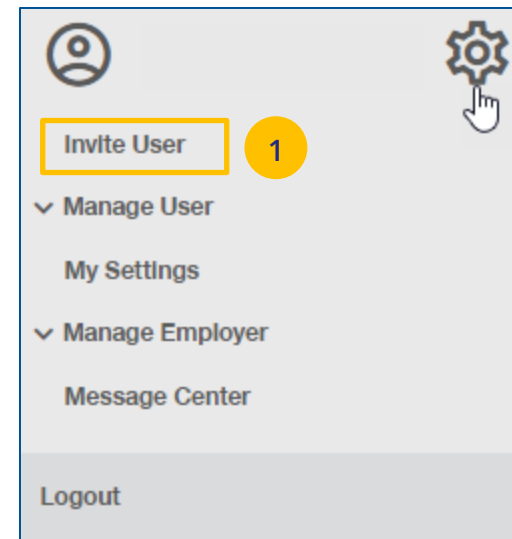 Invite User
1
Manage User
My Settings
Manage Employer
Message Center
Logout